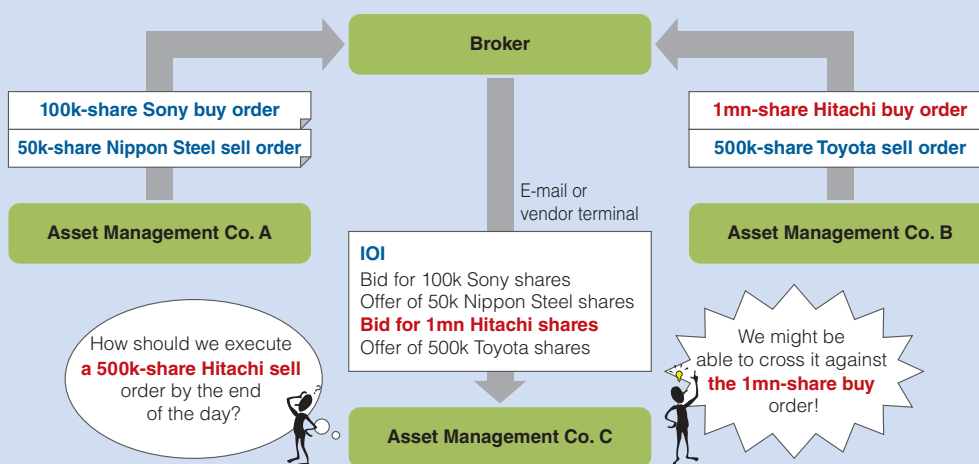 Broker
100k-share Sony buy order
50k-share Nippon Steel sell order
1mn-share Hitachi buy order
500k-share Toyota sell order
Asset Management Co. A
E-mail or
vendor terminal
Asset Management Co. B
IOI
Bid for 100k Sony shares
Offer of 50k Nippon Steel shares
Bid for 1mn Hitachi shares
Offer of 500k Toyota shares
How should we execute
a 500k-share Hitachi sell
order by the end
of the day?
We might be
able to cross it against
the 1mn-share buy
order!
Asset Management Co. C